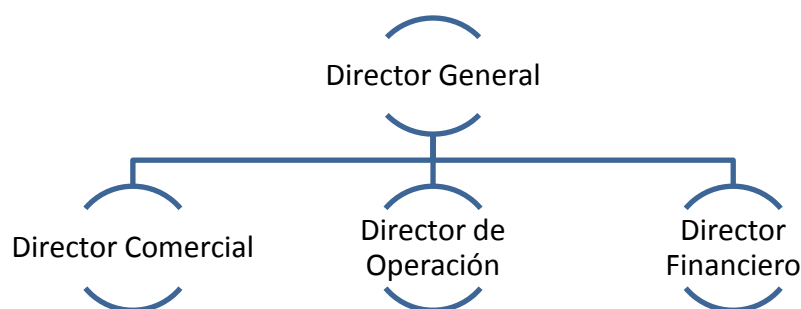 Director General
Director Comercial
Director de
Operación
Director
Financiero